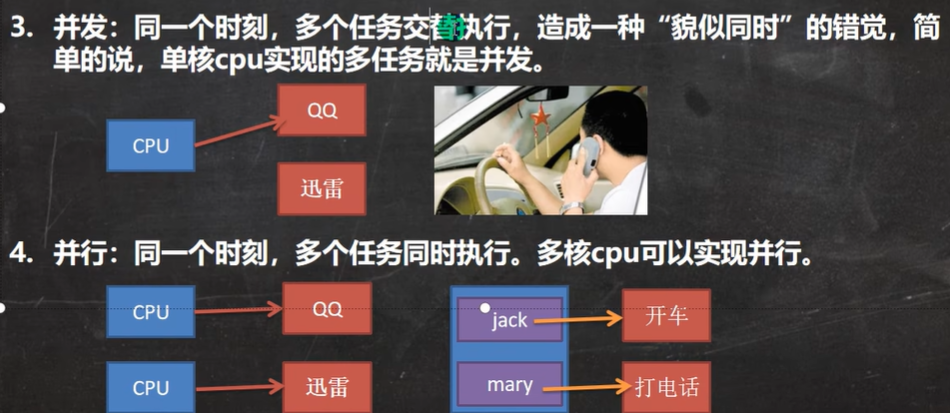 3. 并发：同一个时刻，多个任务交替执行，造成一种“貌似同时”的错觉，简
单的说，单核cpu实现的多任务就是并发。
QQ
CPU
迅雷
4. 并行：同一个时刻，多个任务同时执行。多核cpu可以实现并行。
CPU
QQ
jack
开车
CPU
迅雷
mary
打电话